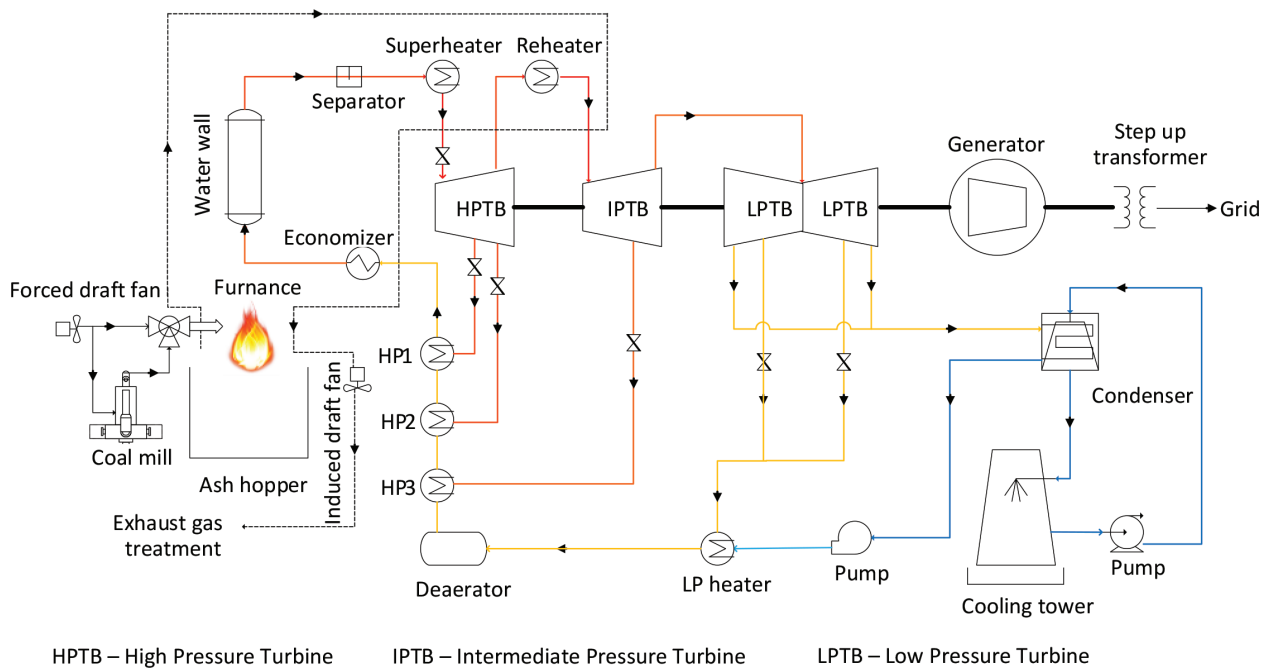 Superheater
Reheater
Separator
Water wall
Generator
Step up
transformer
HPTB
IPTB
LPTB
LPTB
Grid
Economizer
Forced draft fan
Furnance
HP1
Induced draft fan
Condenser
HP2
Coal mill
Ash hopper
HP3
Exhaust gas
treatment
Deaerator
LP heater
Pump
Pump
Cooling tower
HPTB – High Pressure Turbine
IPTB – Intermediate Pressure Turbine
LPTB – Low Pressure Turbine